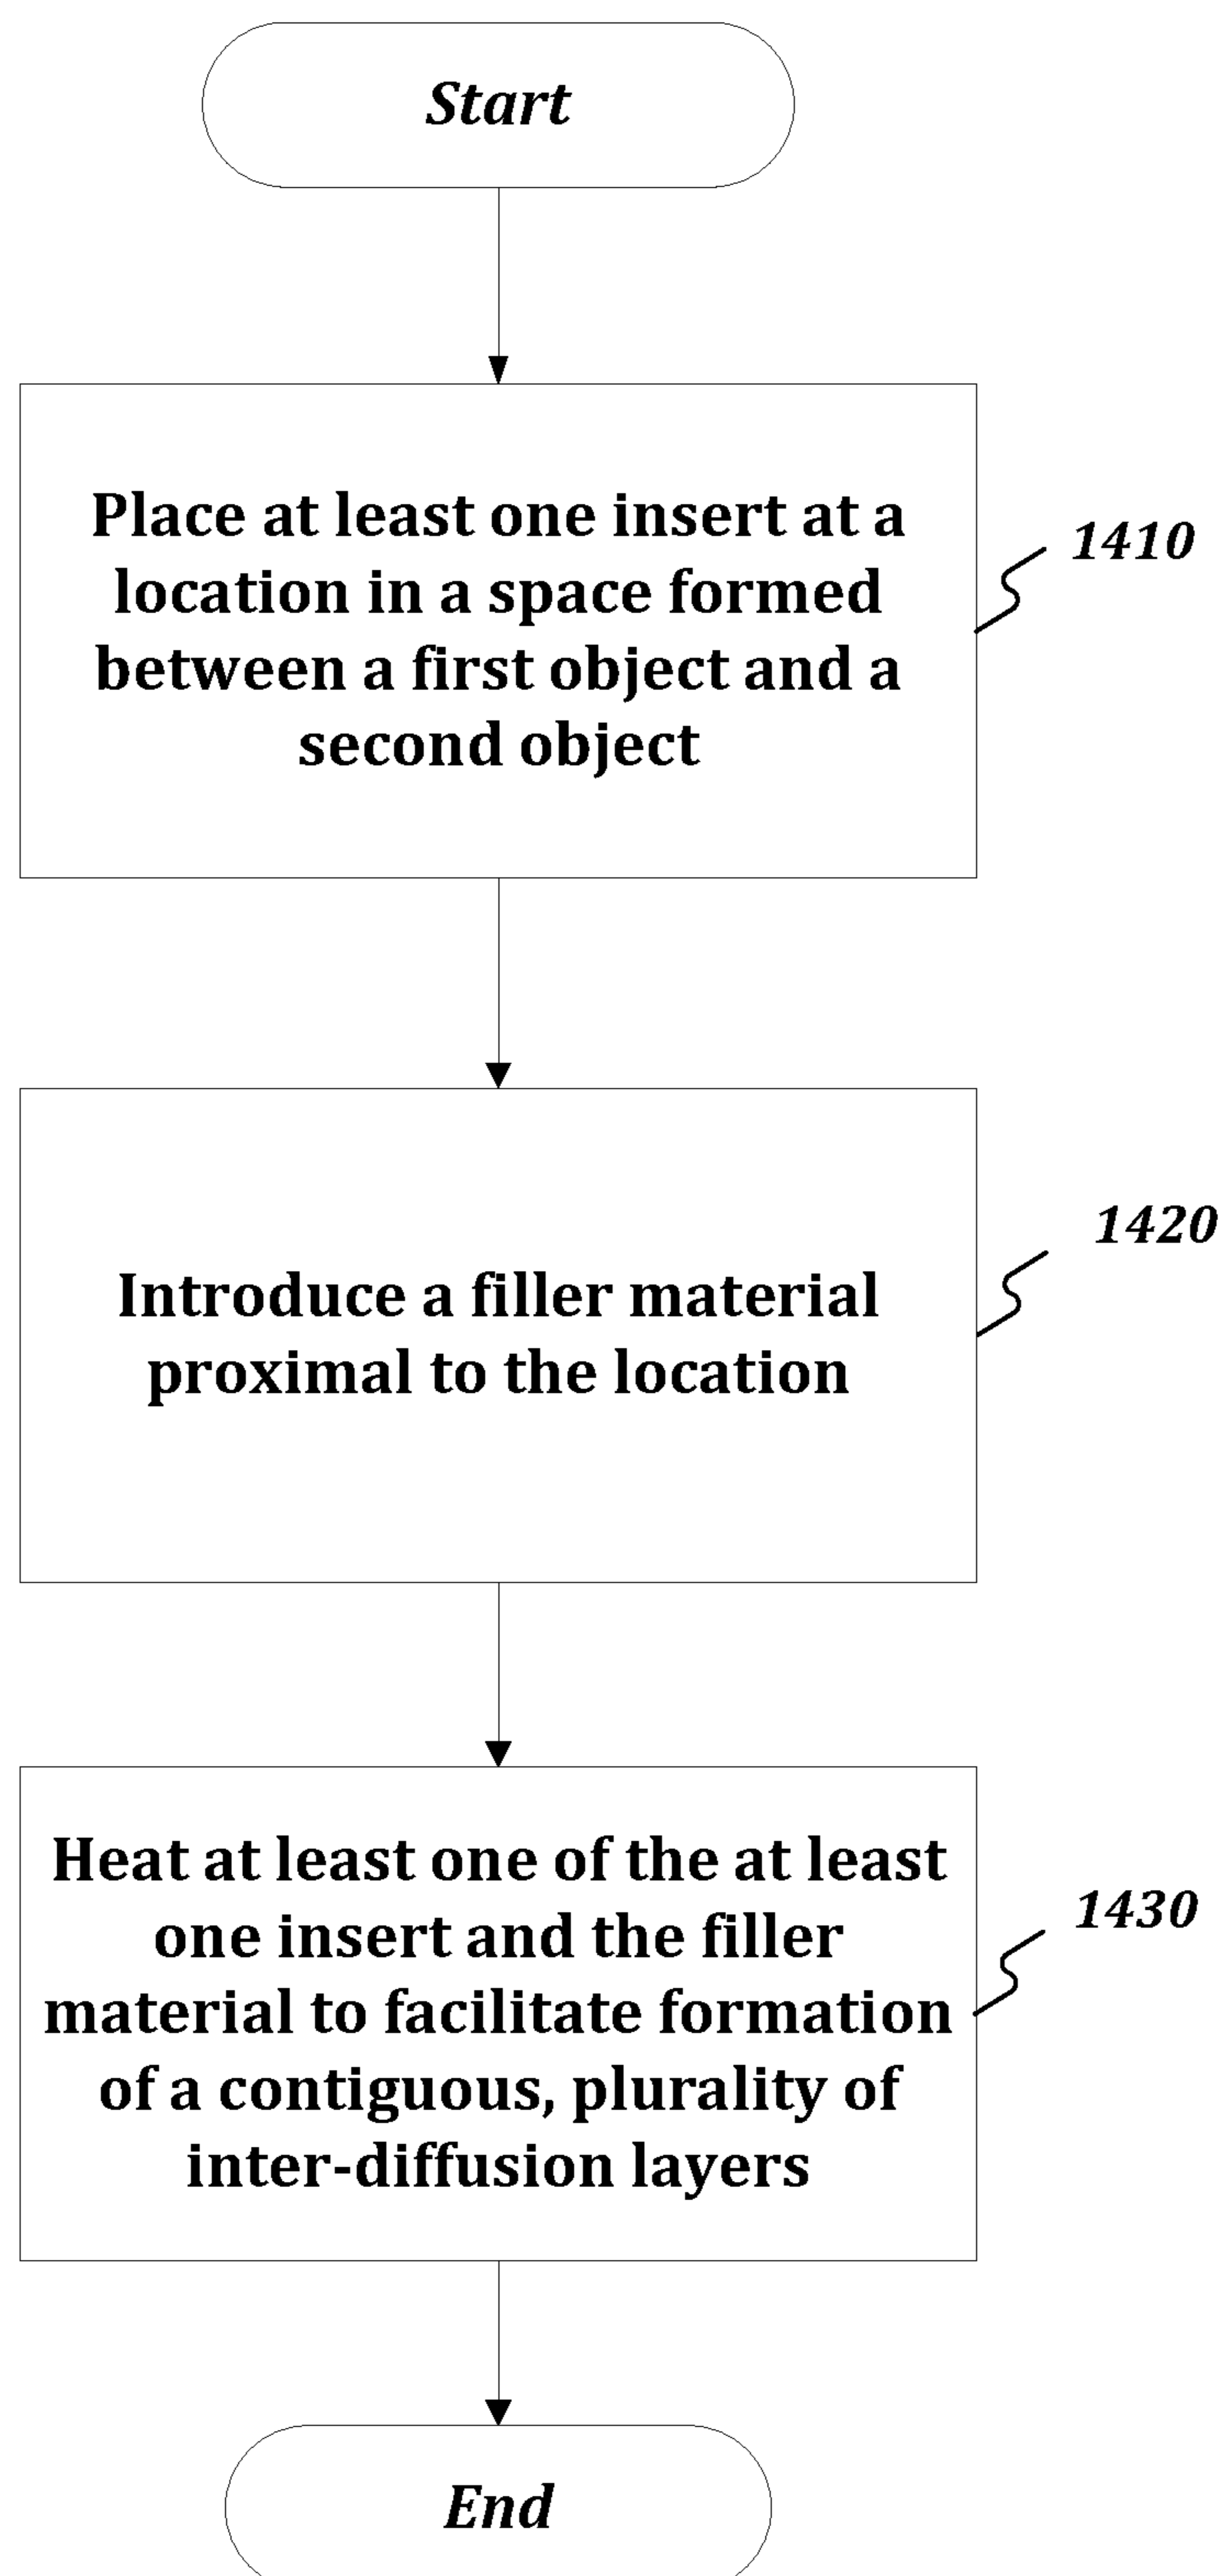 Start
Place at least one insert at a
location in a space formed
between a first object and a
second object
1410
Introduce a filler material
proximal to the location
1420
Heat at least one of the at least
one insert and the filler
material to facilitate formation
of a contiguous, plurality of
inter-diffusion layers
1430
End